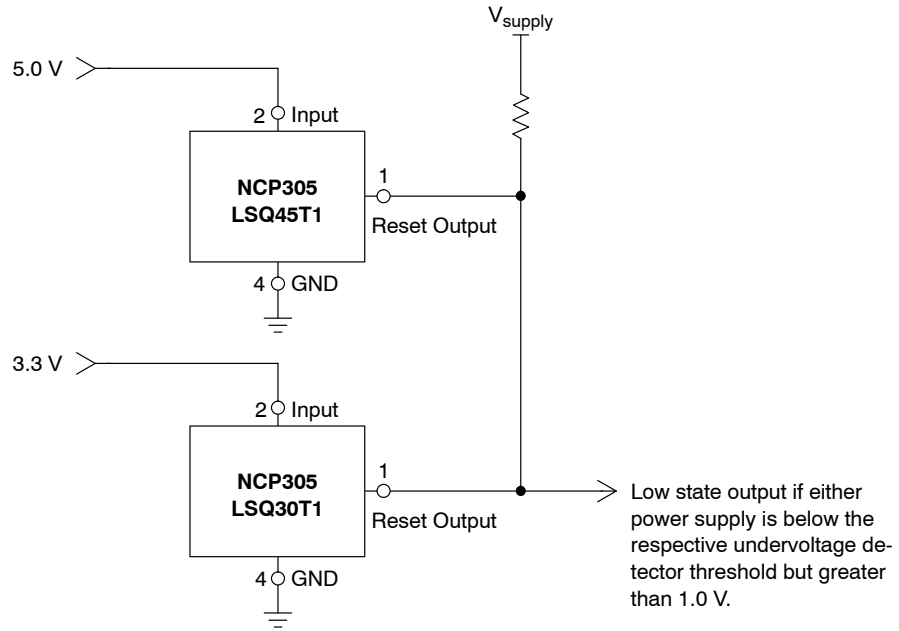 Vsupply
5.0 V
2 Input
NCP305
LSQ45T1
1
Reset Output
4 GND
3.3 V
2 Input
NCP305
LSQ30T1
1
Reset Output
4 GND
Low state output if either
power supply is below the
respective undervoltage de-
tector threshold but greater
than 1.0 V.